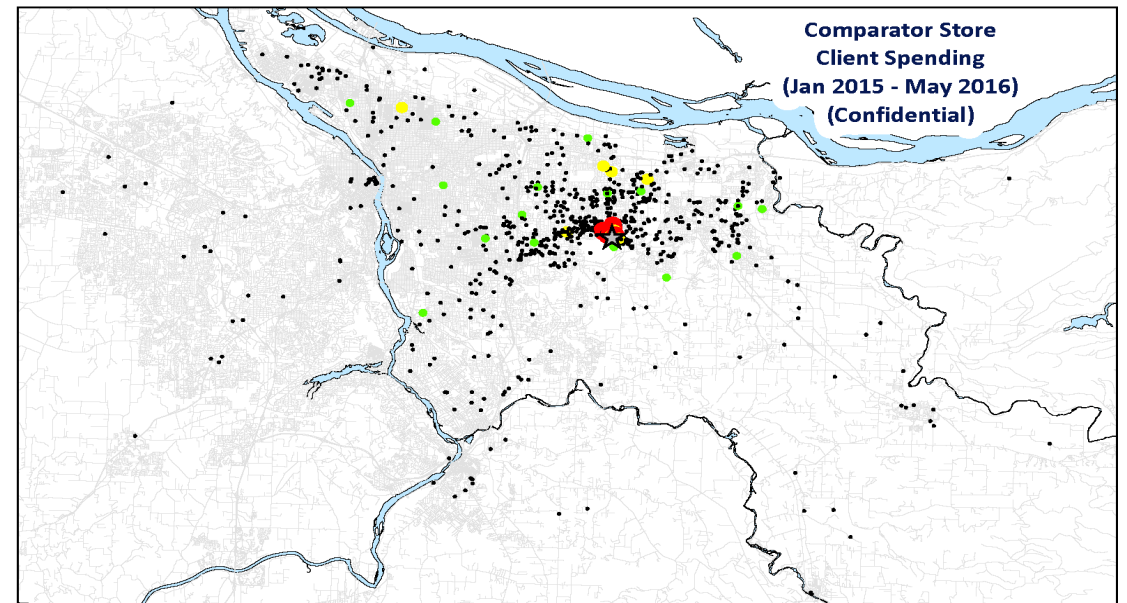 Comparator Store
Client Spending
(Jan 2015 - May 2016)
(Confidential)